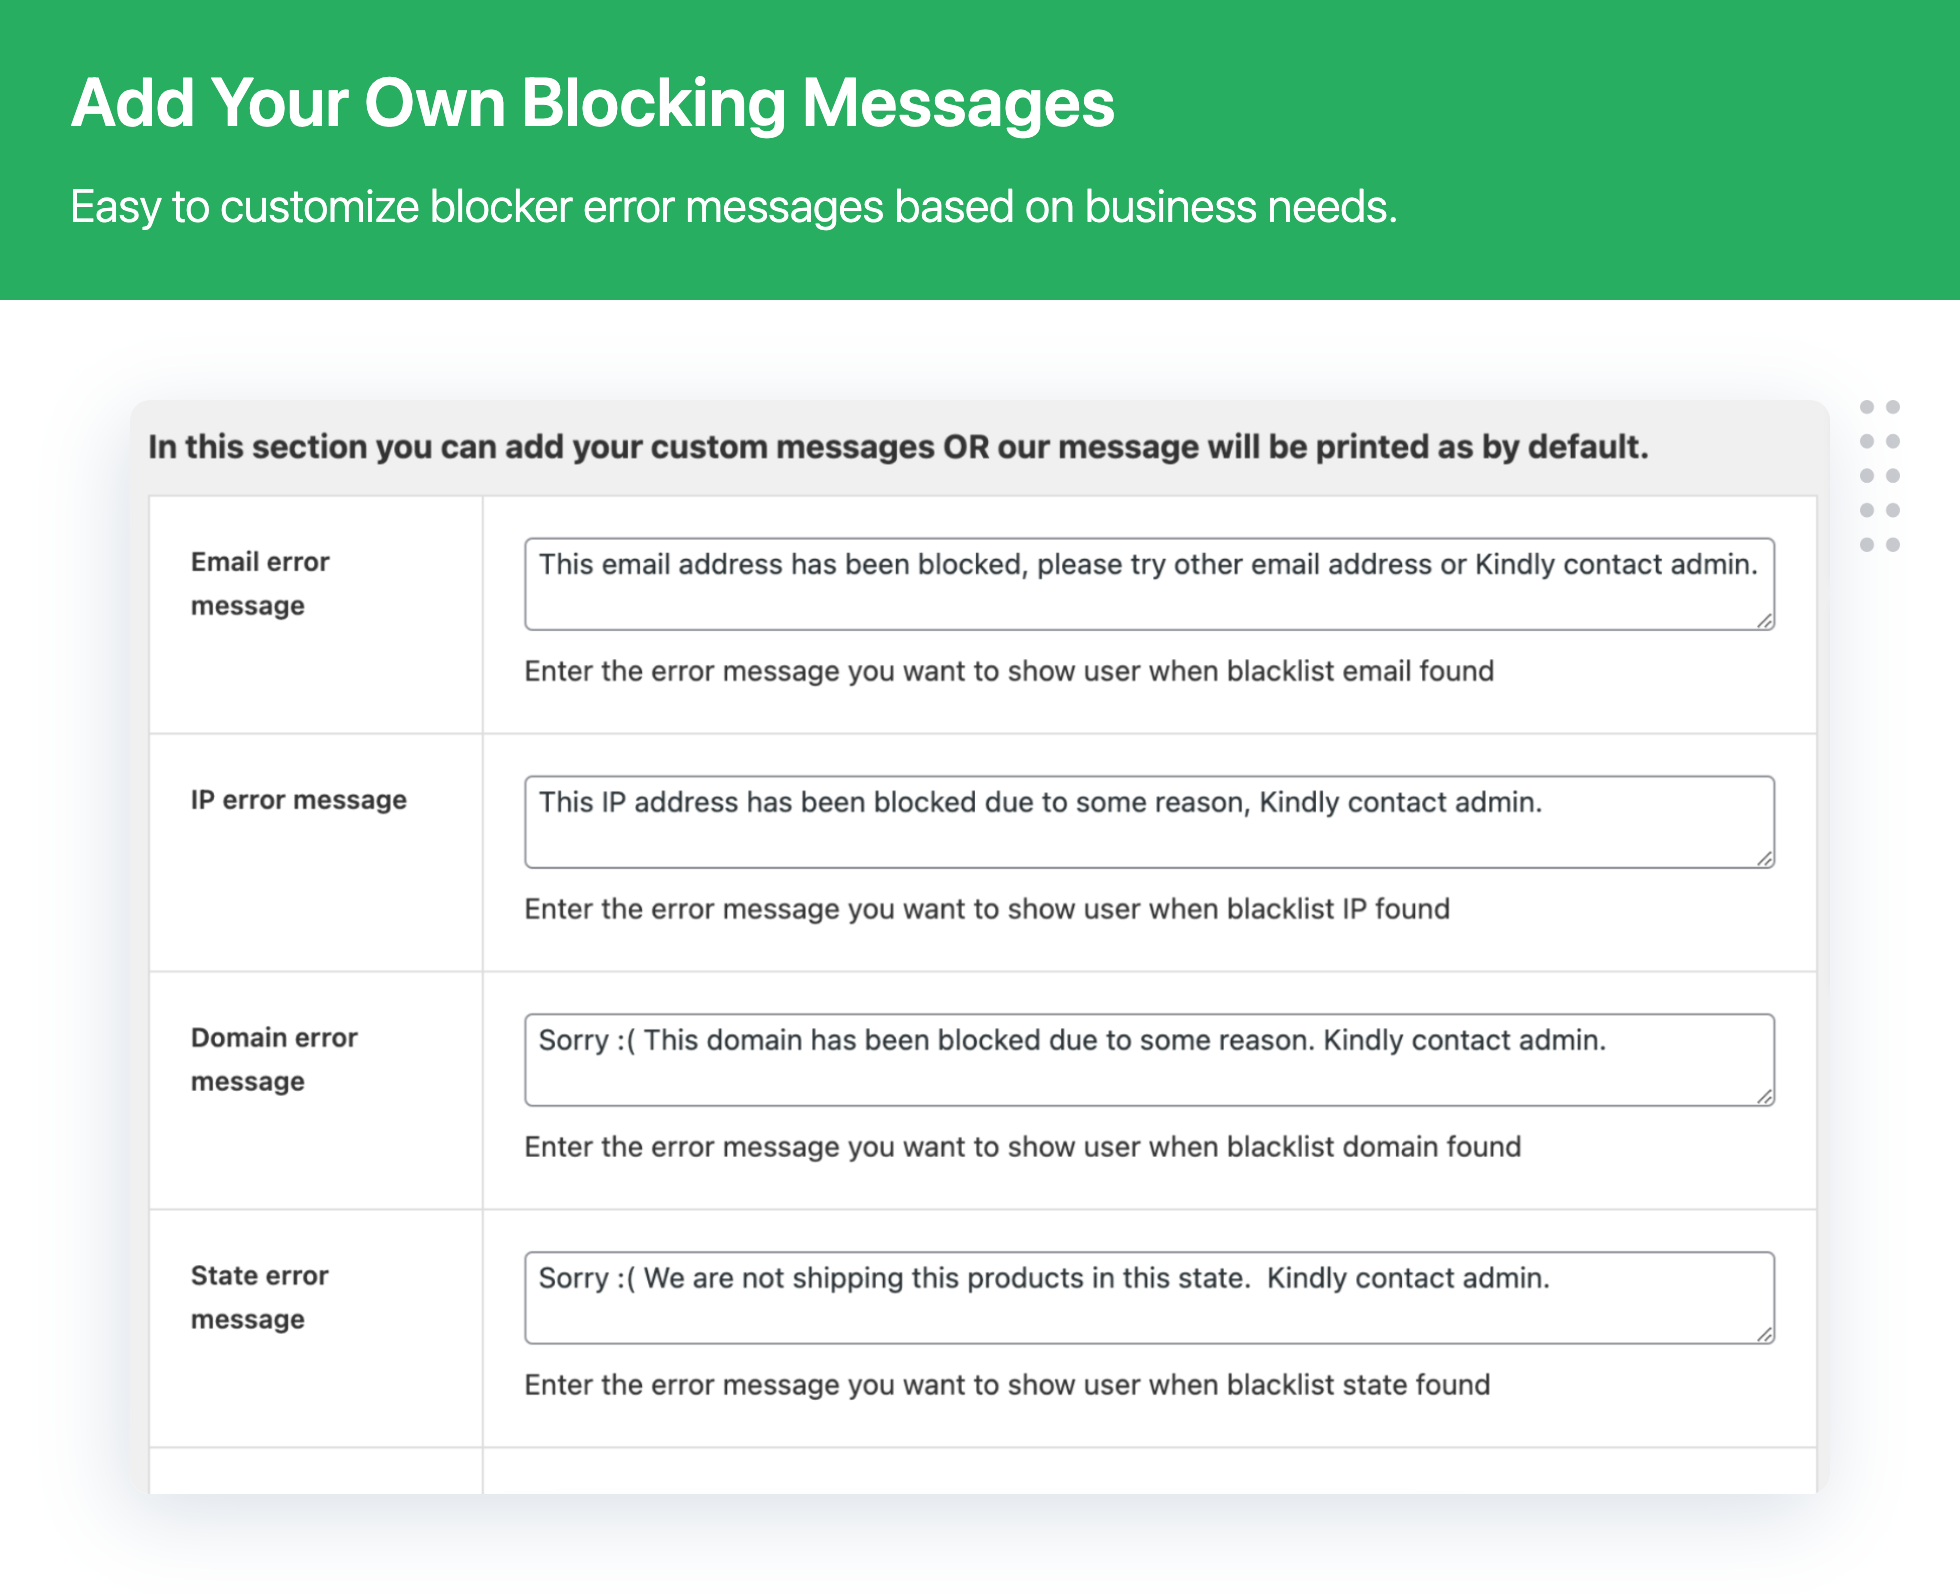 Add Your Own Blocking Messages
Easy to customize blocker error messages based on business needs.
In this section you can add your custom messages OR our message will be printed as by default.
Email error
message
This email address has been blocked, please try other email address or Kindly contact admin.
Enter the error message you want to show user when blacklist email found
IP error message
This IP address has been blocked due to some reason, Kindly contact admin.
Enter the error message you want to show user when blacklist IP found
Domain error
message
Sorry :( This domain has been blocked due to some reason. Kindly contact admin.
Enter the error message you want to show user when blacklist domain found
State error
message
Sorry :( We are not shipping this products in this state.  Kindly contact admin.
Enter the error message you want to show user when blacklist state found